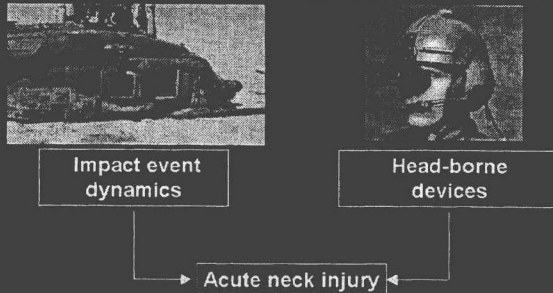 Impact event
dynamics
Head-borne
devices
Acute neck injury